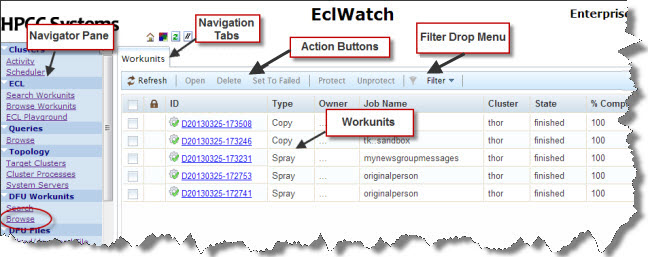 HPCC Systems
EclWatch
Enterprise
Navigator Pane
Navigation Tabs
Action Buttons
Filter Drop Menu
Clusters
Activity
Scheduler
ECL
Search Workunits
Browse Workunits
ECL Playground
Queries
Browse
Topology
Target Clusters
Cluster Processes
System Servers
DFU Workunits
Search
Browse
DFU Files
Workunits
Refresh Open Delete Set To Failed Protect Unprotect Filter
ID Type Owner Job Name Cluster State % Comp
D20130325-173508 Copy ... thor finished 100
D20130325-173246 Copy ... tk::sandbox thor finished 100
Workunits
D20130325-173231 Spray ... mynewsgroupmessages thor finished 100
D20130325-172753 Spray ... originalperson thor finished 100
D20130325-172741 Spray ... originalperson thor finished 100